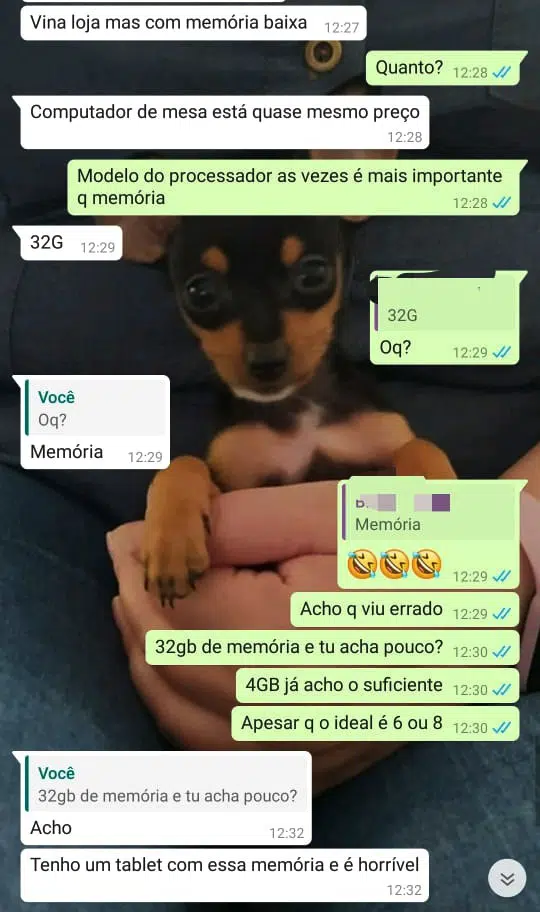 Vina loja mas com memória baixa 12:27
Quanto? 12:28
Computador de mesa está quase mesmo preço
12:28
Modelo do processador as vezes é mais importante
q memória 12:28
32G 12:29
32G
Oq? 12:29
Você
Oq?
Memória 12:29
Memória
12:29
Acho q viu errado 12:29
32gb de memória e tu acha pouco? 12:30
4GB já acho o suficiente 12:30
Apesar q o ideal é 6 ou 8 12:30
Você
32gb de memória e tu acha pouco?
Acho 12:32
Tenho um tablet com essa memória e é horrível
12:32